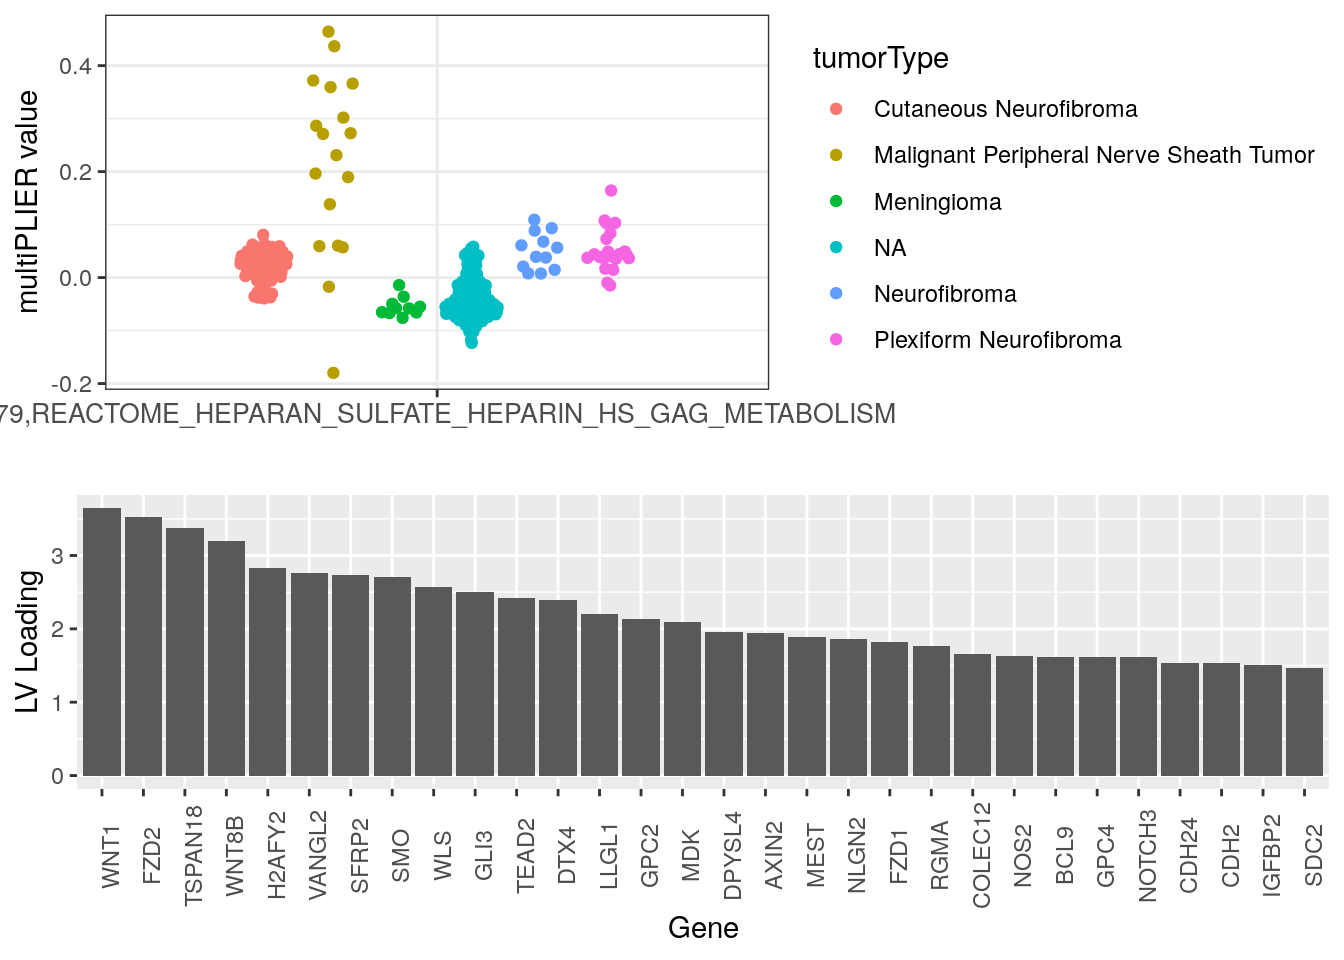 multiPLIER value
0.4
0.2
0.0
-0.2
79,REACTOME_HEPARAN_SULFATE_HEPARIN_HS_GAG_METABOLISM
tumorType
Cutaneous Neurofibroma
Malignant Peripheral Nerve Sheath Tumor
Meningioma
NA
Neurofibroma
Plexiform Neurofibroma
LV Loading
3
2
1
0
WNT1
FZD2
TSPAN18
WNT8B
H2AFY2
VANGL2
SFRP2
SMO
WLS
GLI3
TEAD2
DTX4
LLGL1
GPC2
MDK
DPYSL4
AXIN2
MEST
NLGN2
FZD1
RGMA
COLEC12
NOS2
BCL9
GPC4
NOTCH3
CDH24
CDH2
IGFBP2
SDC2
Gene